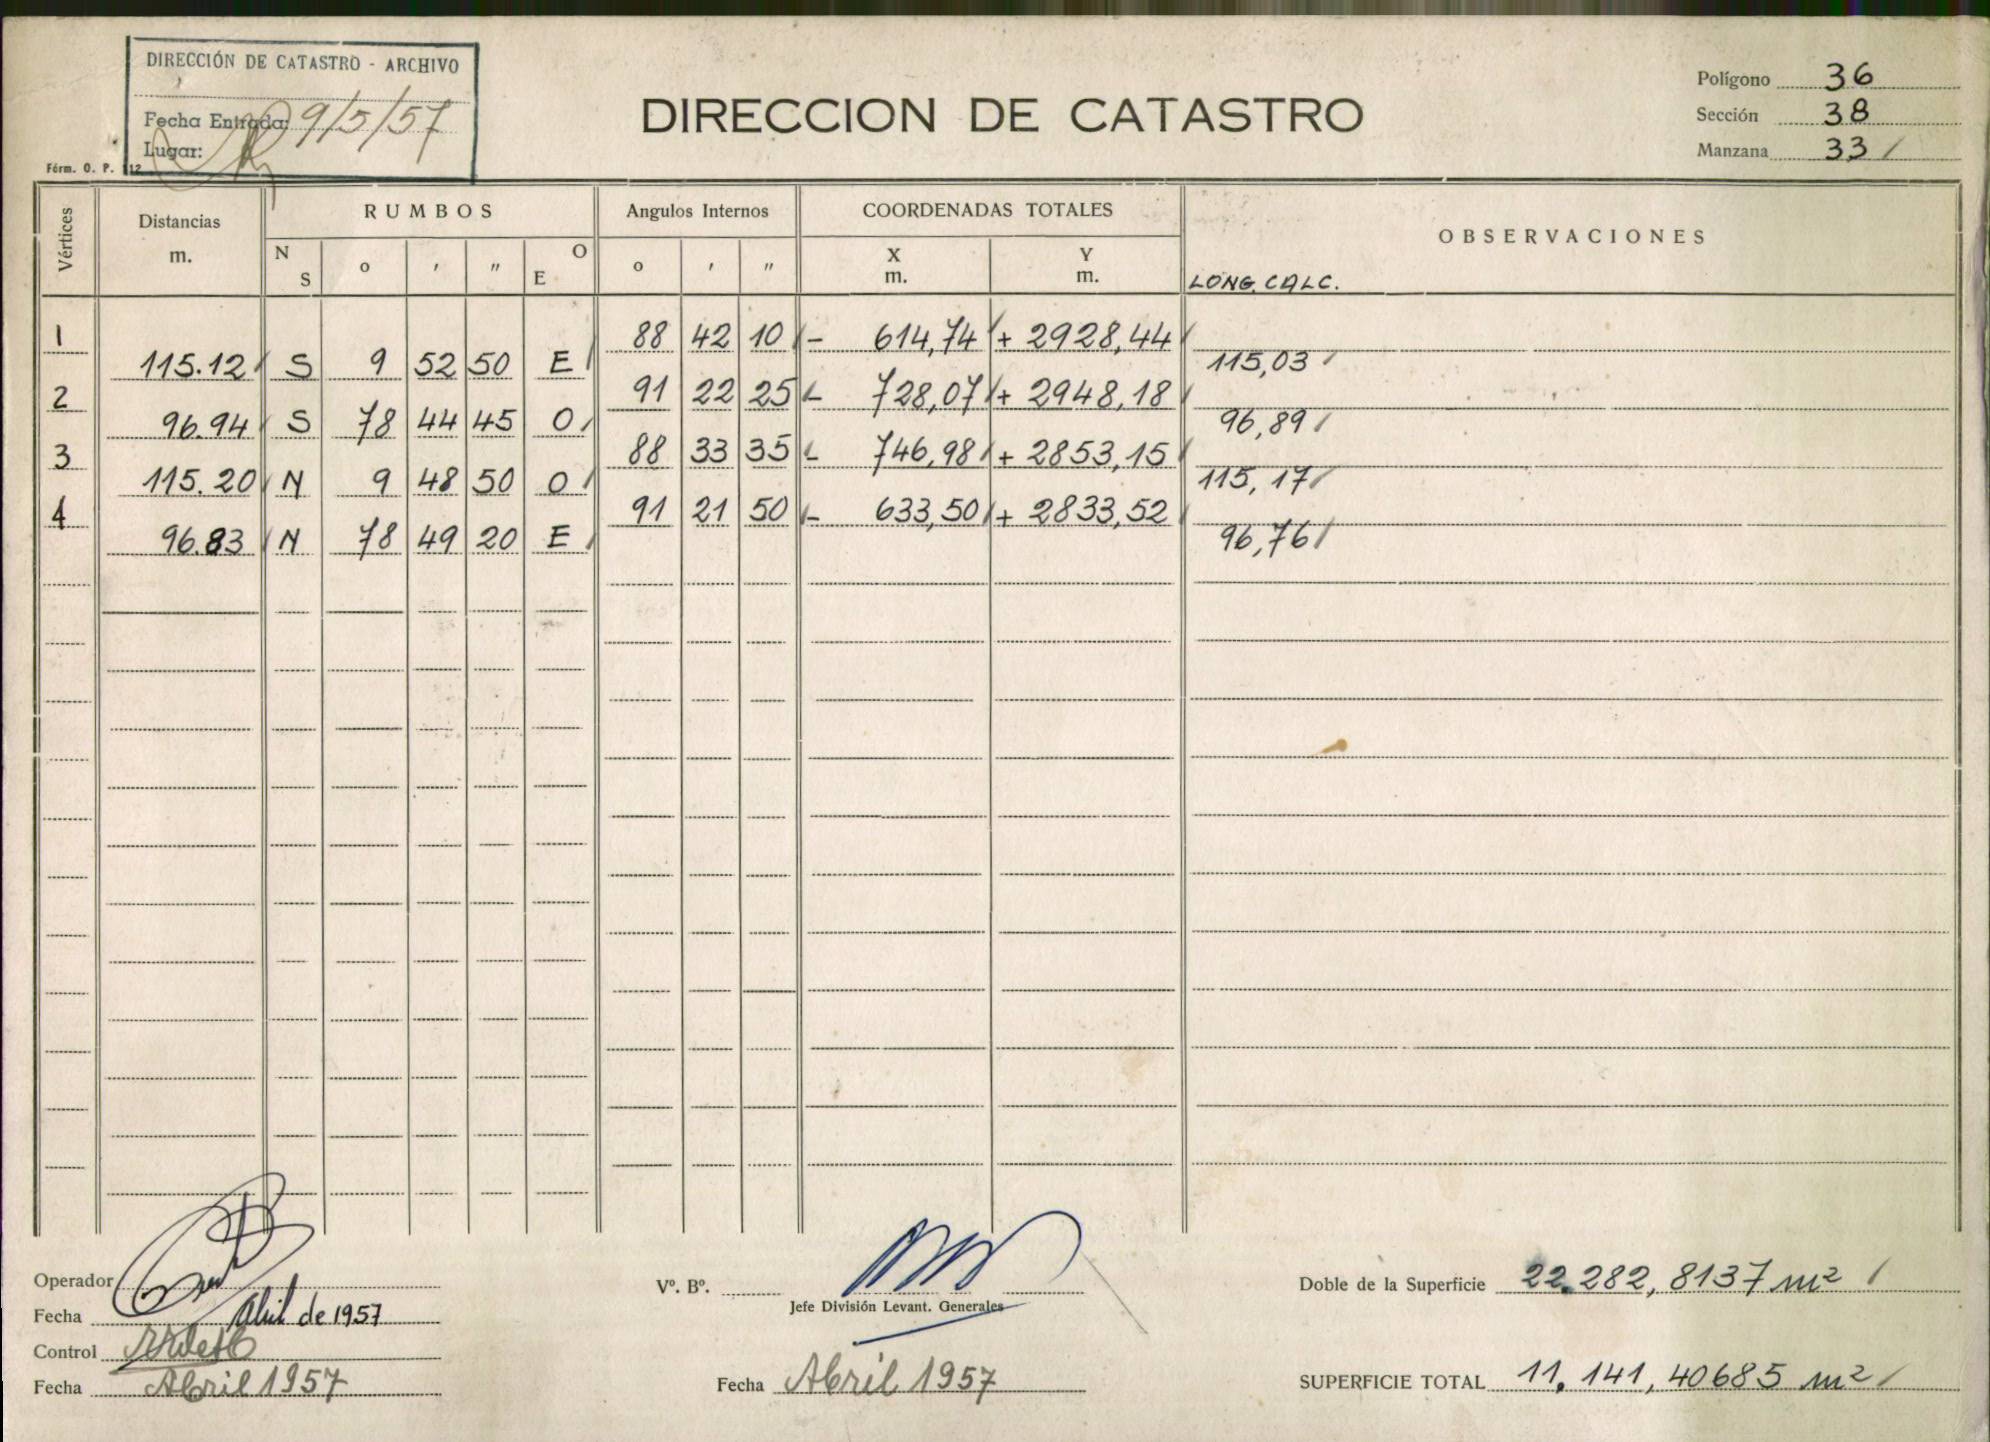 DIRECCIÓN DE CATASTRO - ARCHIVO
Fecha Entrada: 9/5/57
Lugar:
Fórm. O. P. 112
DIRECCION DE CATASTRO
Polígono 36
Sección 38
Manzana 33
Vértices Distancias m. RUMBOS Angulos Internos COORDENADAS TOTALES OBSERVACIONES
N S o ' " E O o ' " X m. Y m. LONG. CALC.
1 88 42 10 - 614,74 + 2928,44
115.12 S 9 52 50 E 115,03
2 91 22 25 - 728,07 + 2948,18
96.94 S 78 44 45 O 96,89
3 88 33 35 - 746,98 + 2853,15
115.20 N 9 48 50 O 115,17
4 91 21 50 - 633,50 + 2833,52
96.83 N 78 49 20 E 96,76
Operador
Fecha Abril de 1957
Control
Fecha Abril 1957
Vº. Bº.
Jefe División Levant. Generales
Fecha Abril 1957
Doble de la Superficie 22.282,8137 m²
SUPERFICIE TOTAL 11.141,40685 m²